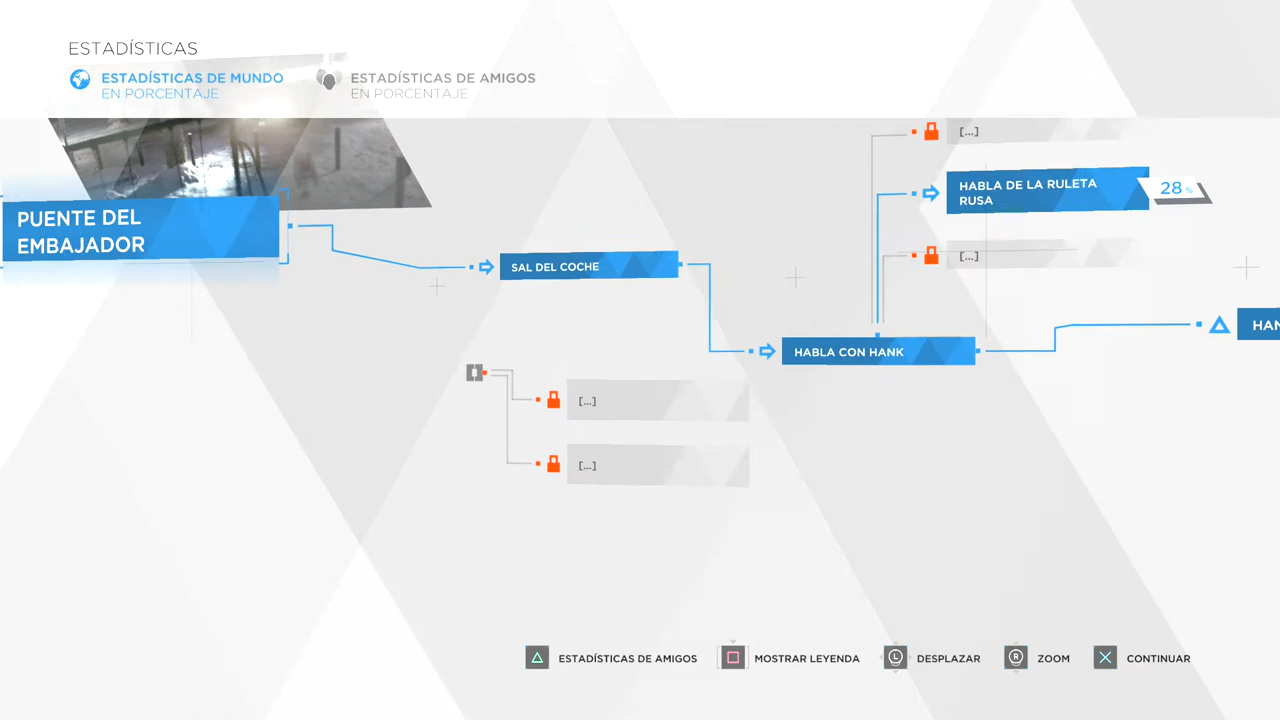 ESTADÍSTICAS
ESTADÍSTICAS DE MUNDO
EN PORCENTAJE
ESTADÍSTICAS DE AMIGOS
EN PORCENTAJE
[...]
HABLA DE LA RULETA
RUSA
28 %
PUENTE DEL
EMBAJADOR
SAL DEL COCHE
[...]
HABLA CON HANK
[...]
[...]
ESTADÍSTICAS DE AMIGOS
MOSTRAR LEYENDA
L
DESPLAZAR
R
ZOOM
CONTINUAR